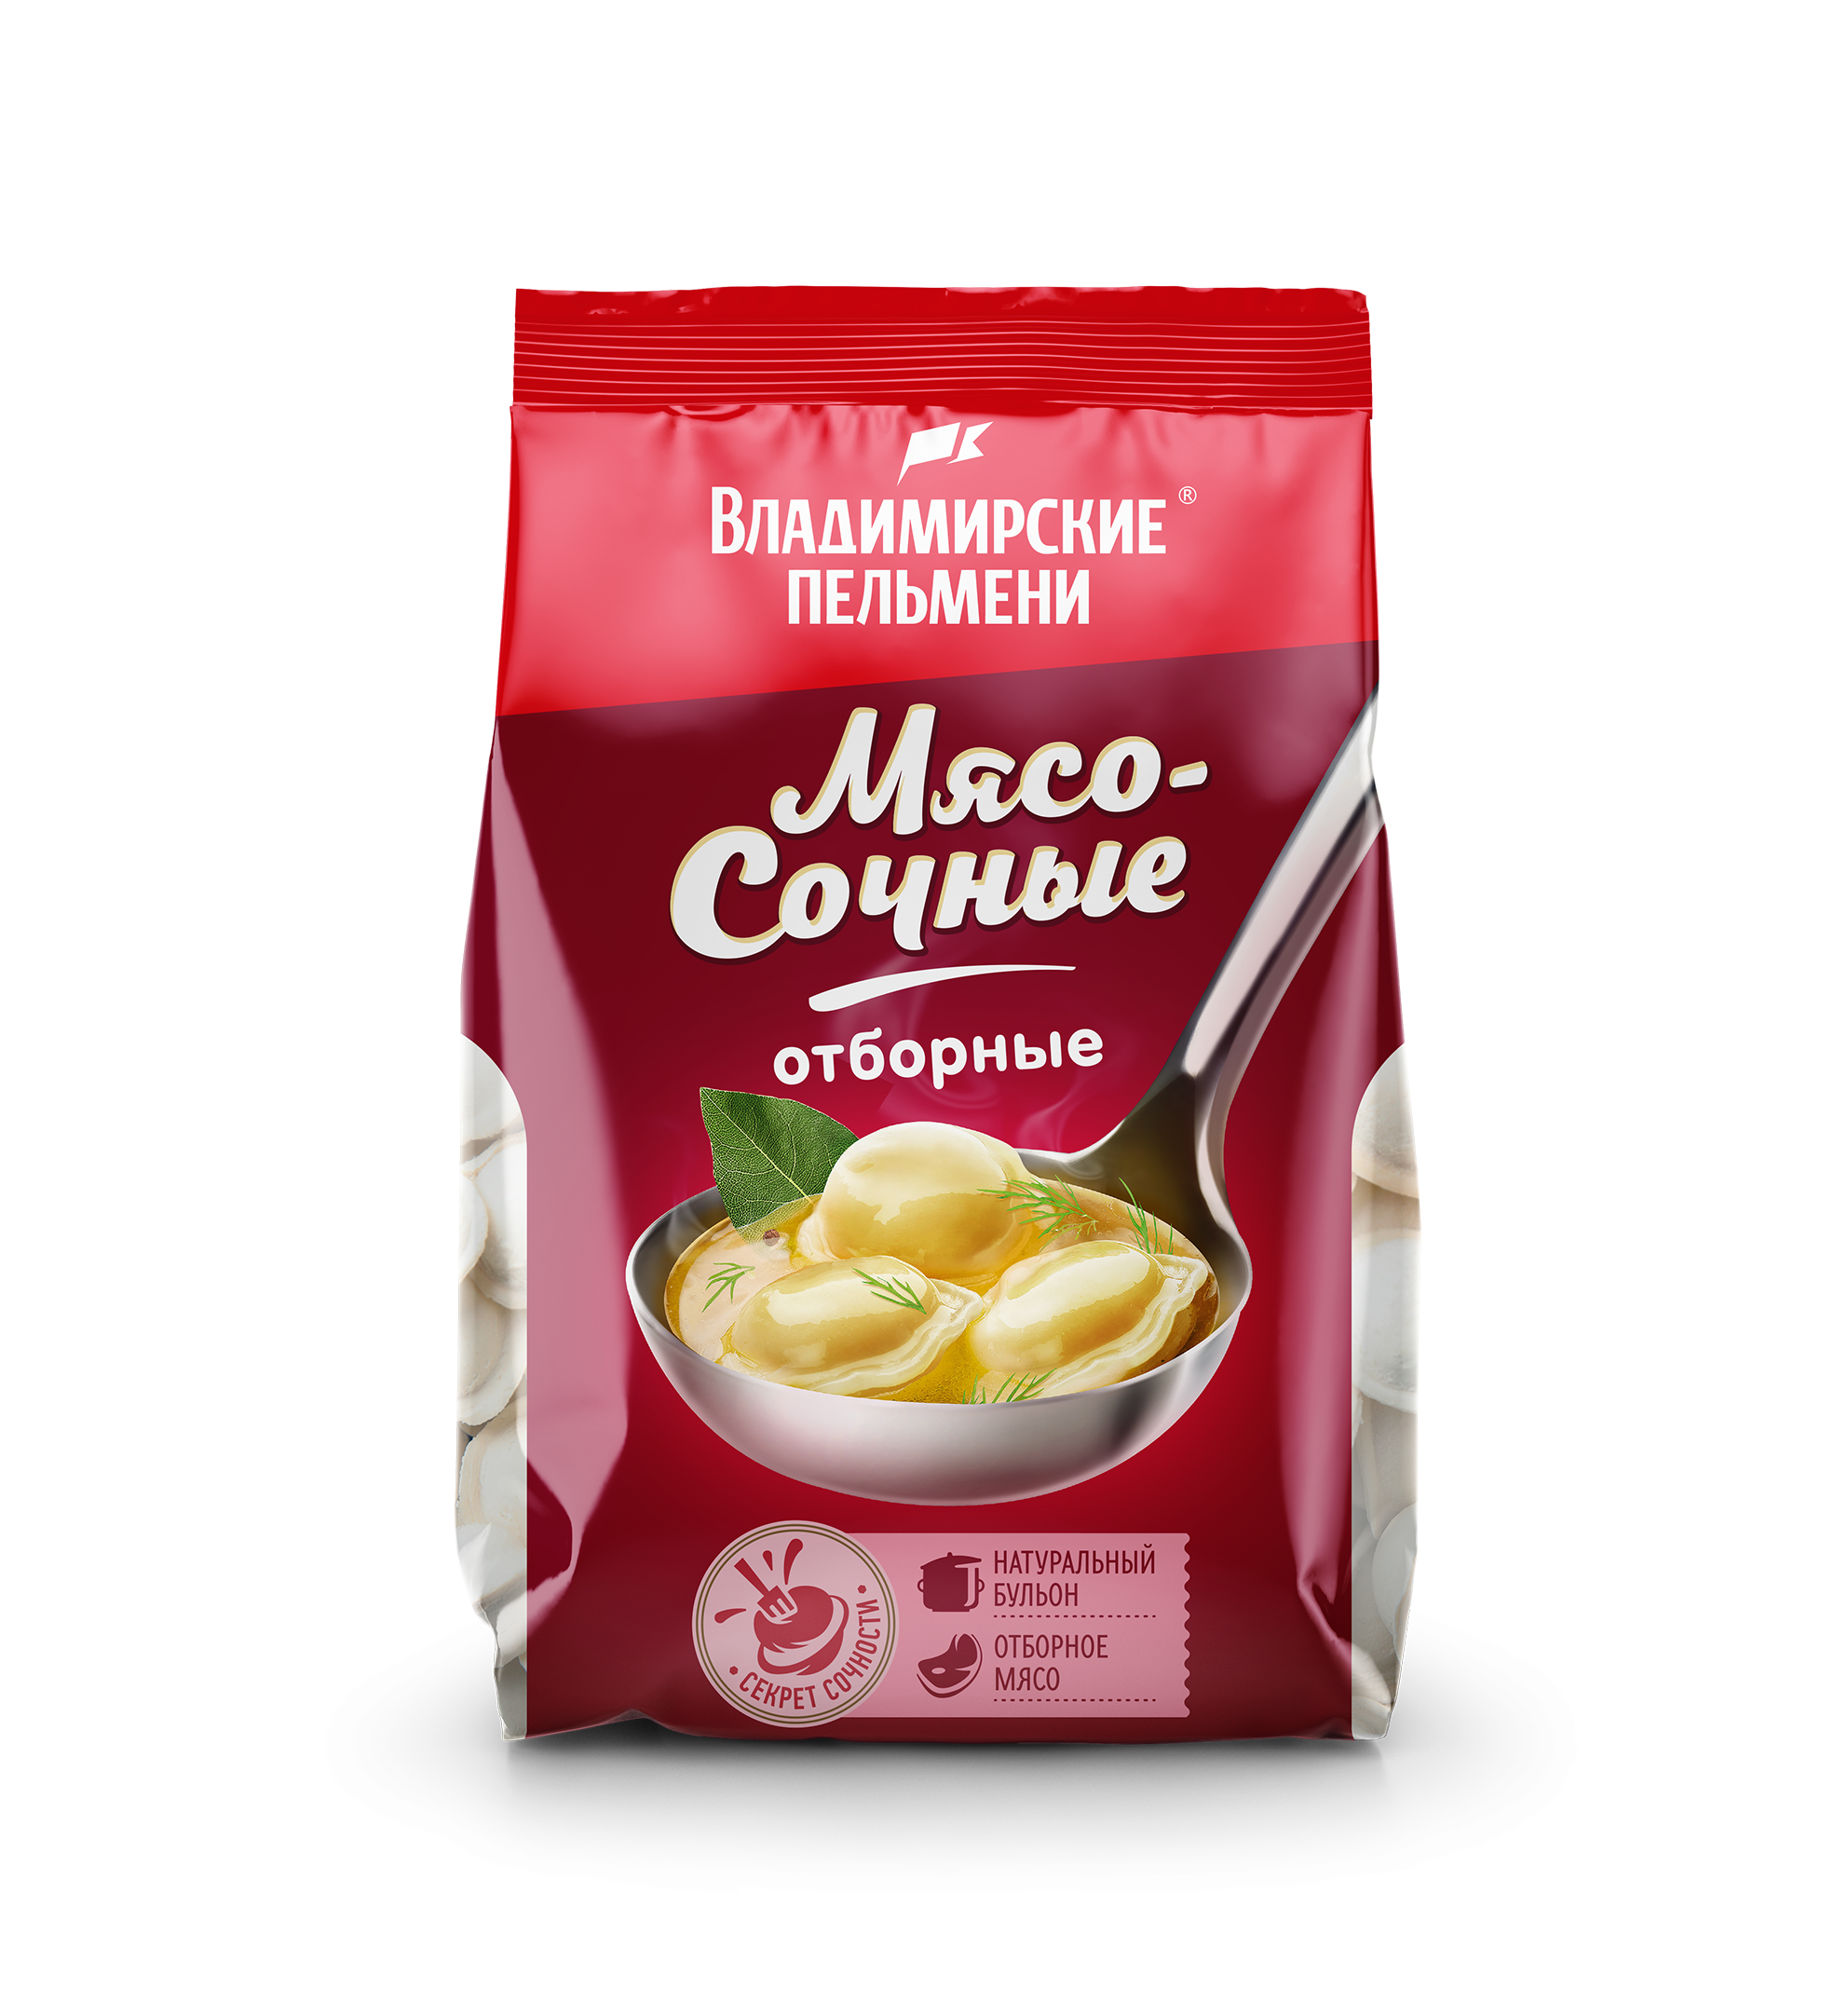 Владимирские ®
пельмени
Мясо-
Сочные
отборные
СЕКРЕТ СОЧНОСТИ
НАТУРАЛЬНЫЙ
БУЛЬОН
ОТБОРНОЕ
МЯСО